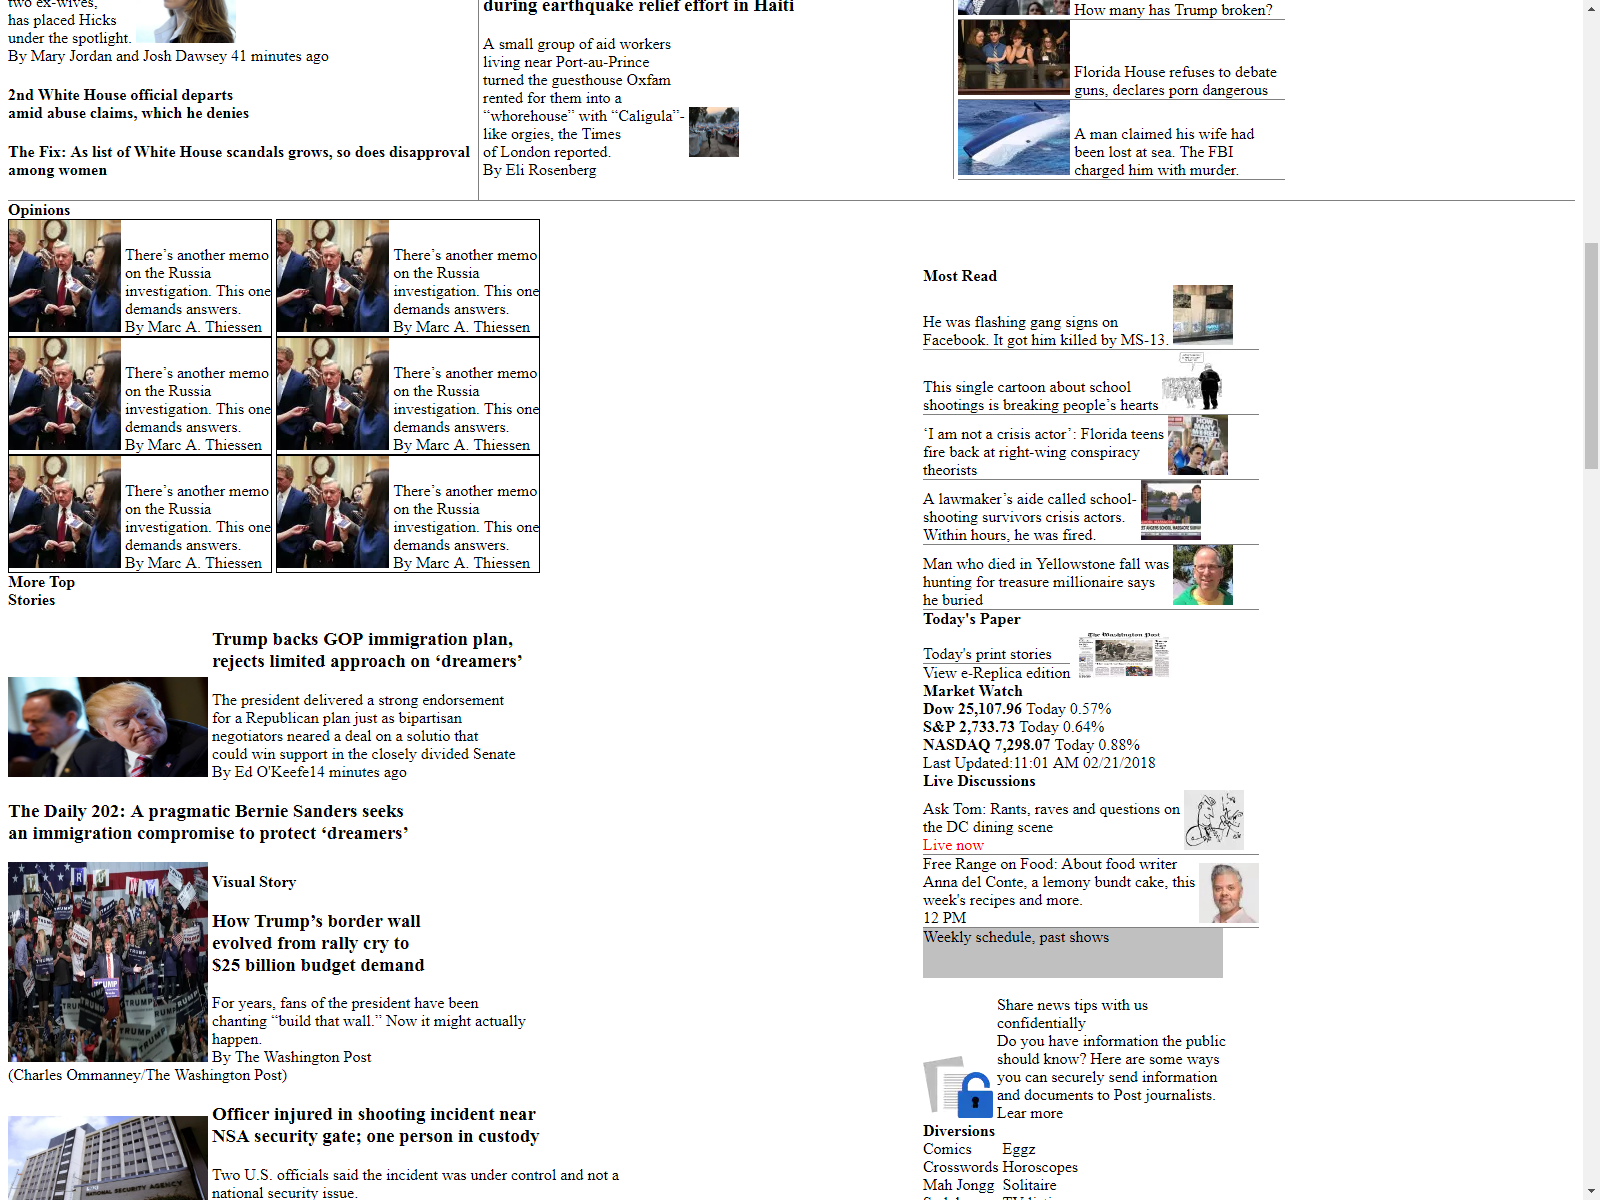 two ex-wives,
has placed Hicks
under the spotlight.
By Mary Jordan and Josh Dawsey 41 minutes ago
2nd White House official departs
amid abuse claims, which he denies
The Fix: As list of White House scandals grows, so does disapproval
among women
during earthquake relief effort in Haiti
A small group of aid workers
living near Port-au-Prince
turned the guesthouse Oxfam
rented for them into a
“whorehouse” with “Caligula”-
like orgies, the Times
of London reported.
By Eli Rosenberg
How many has Trump broken?
Florida House refuses to debate
guns, declares porn dangerous
A man claimed his wife had
been lost at sea. The FBI
charged him with murder.
Opinions
There’s another memo
on the Russia
investigation. This one
demands answers.
By Marc A. Thiessen
There’s another memo
on the Russia
investigation. This one
demands answers.
By Marc A. Thiessen
There’s another memo
on the Russia
investigation. This one
demands answers.
By Marc A. Thiessen
There’s another memo
on the Russia
investigation. This one
demands answers.
By Marc A. Thiessen
There’s another memo
on the Russia
investigation. This one
demands answers.
By Marc A. Thiessen
There’s another memo
on the Russia
investigation. This one
demands answers.
By Marc A. Thiessen
More Top
Stories
Trump backs GOP immigration plan,
rejects limited approach on ‘dreamers’
The president delivered a strong endorsement
for a Republican plan just as bipartisan
negotiators neared a deal on a solutio that
could win support in the closely divided Senate
By Ed O'Keefe14 minutes ago
The Daily 202: A pragmatic Bernie Sanders seeks
an immigration compromise to protect ‘dreamers’
Visual Story
How Trump’s border wall
evolved from rally cry to
$25 billion budget demand
For years, fans of the president have been
chanting “build that wall.” Now it might actually
happen.
By The Washington Post
(Charles Ommanney/The Washington Post)
Officer injured in shooting incident near
NSA security gate; one person in custody
Two U.S. officials said the incident was under control and not a
national security issue.
NATIONAL SECURITY AGENCY
Most Read
He was flashing gang signs on
Facebook. It got him killed by MS-13.
This single cartoon about school
shootings is breaking people’s hearts
‘I am not a crisis actor’: Florida teens
fire back at right-wing conspiracy
theorists
A lawmaker’s aide called school-
shooting survivors crisis actors.
Within hours, he was fired.
Man who died in Yellowstone fall was
hunting for treasure millionaire says
he buried
Today's Paper
Today's print stories
The Washington Post
View e-Replica edition
Market Watch
Dow 25,107.96 Today 0.57%
S&P 2,733.73 Today 0.64%
NASDAQ 7,298.07 Today 0.88%
Last Updated:11:01 AM 02/21/2018
Live Discussions
Ask Tom: Rants, raves and questions on
the DC dining scene
Live now
Free Range on Food: About food writer
Anna del Conte, a lemony bundt cake, this
week's recipes and more.
12 PM
Weekly schedule, past shows
Share news tips with us
confidentially
Do you have information the public
should know? Here are some ways
you can securely send information
and documents to Post journalists.
Lear more
Diversions
Comics Eggz
Crosswords Horoscopes
Mah Jongg Solitaire